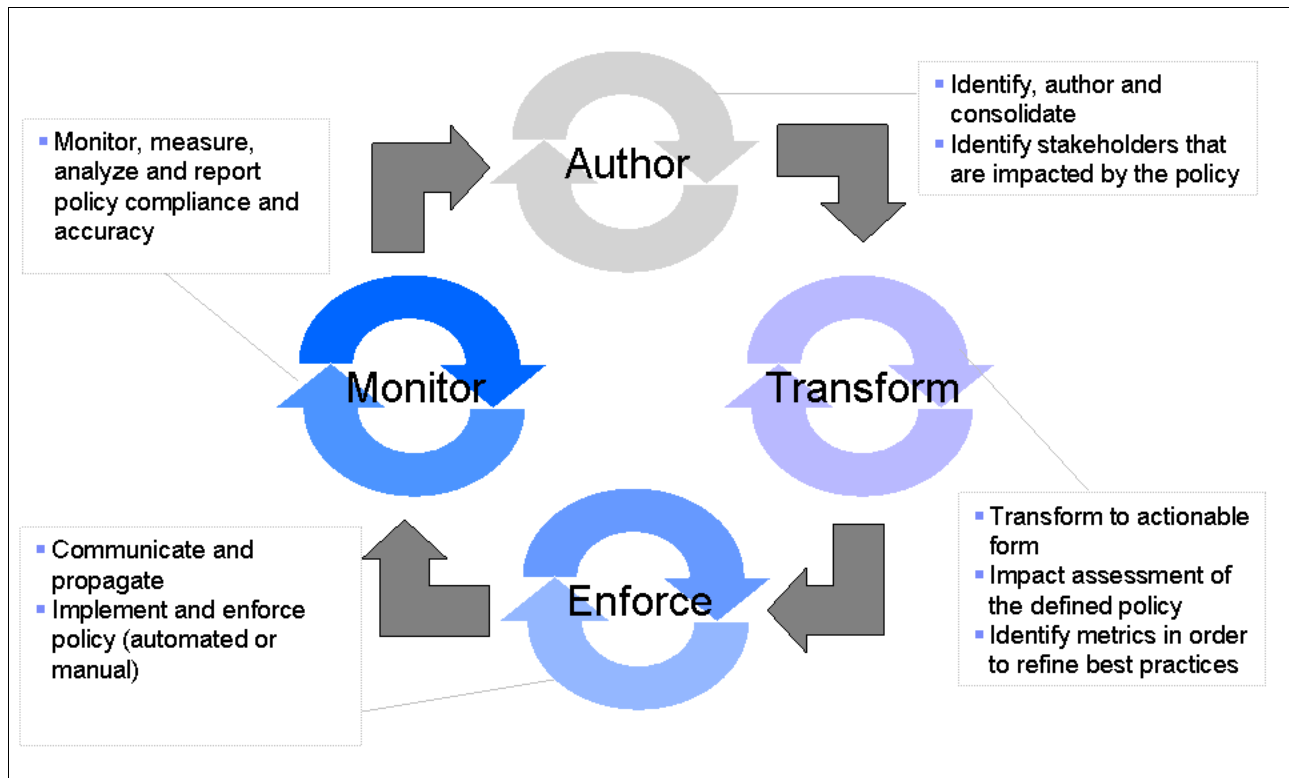 Author
▪ Identify, author and
consolidate
▪ Identify stakeholders that
are impacted by the policy
▪ Monitor, measure,
analyze and report
policy compliance and
accuracy
Monitor
Transform
▪ Transform to actionable
form
▪ Impact assessment of
the defined policy
▪ Identify metrics in order
to refine best practices
Enforce
▪ Communicate and
propagate
▪ Implement and enforce
policy (automated or
manual)